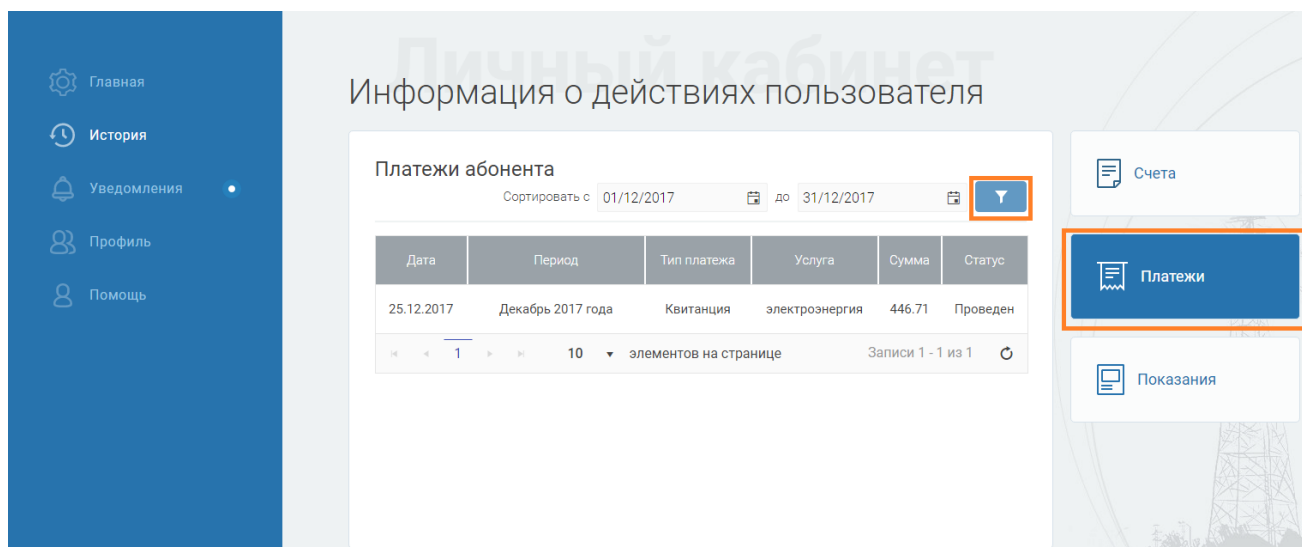 Личный кабинет
Главная
История
Уведомления
Профиль
Помощь
Информация о действиях пользователя
Платежи абонента
Сортировать с 01/12/2017 до 31/12/2017
Дата Период Тип платежа Услуга Сумма Статус
25.12.2017 Декабрь 2017 года Квитанция электроэнергия 446.71 Проведен
1 10 элементов на странице Записи 1 - 1 из 1
Счета
Платежи
Показания